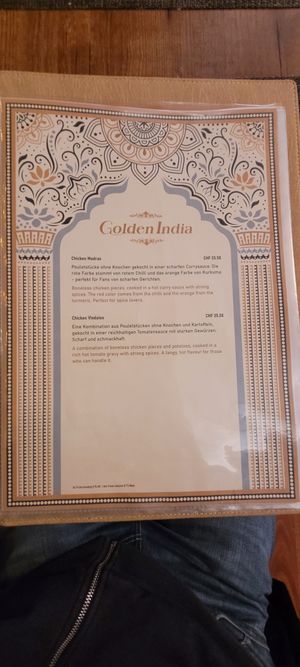 Golden India
Chicken Madras CHF 33.50
Pouletstücke ohne Knochen gekocht in einer scharfen Currysauce. Die
rote Farbe stammt vom roten Chili und das orange Farbe von Kurkuma
- perfekt für Fans von scharfen Gerichten.
Boneless chicken pieces, cooked in a hot curry sauce with strong
spices. The red color comes from the chili and the orange from the
turmeric. Perfect for spice lovers.
Chicken Vindaloo CHF 35.50
Eine Kombination aus Pouletstücken ohne Knochen und Kartoffeln,
gekocht in einer reichhaltigen Tomatensauce mit starken Gewürzen.
Scharf und schmackhaft.
A combination of boneless chicken pieces and potatoes, cooked in a
rich hot tomato gravy with strong spices. A tangy, hot flavour for those
who can handle it.